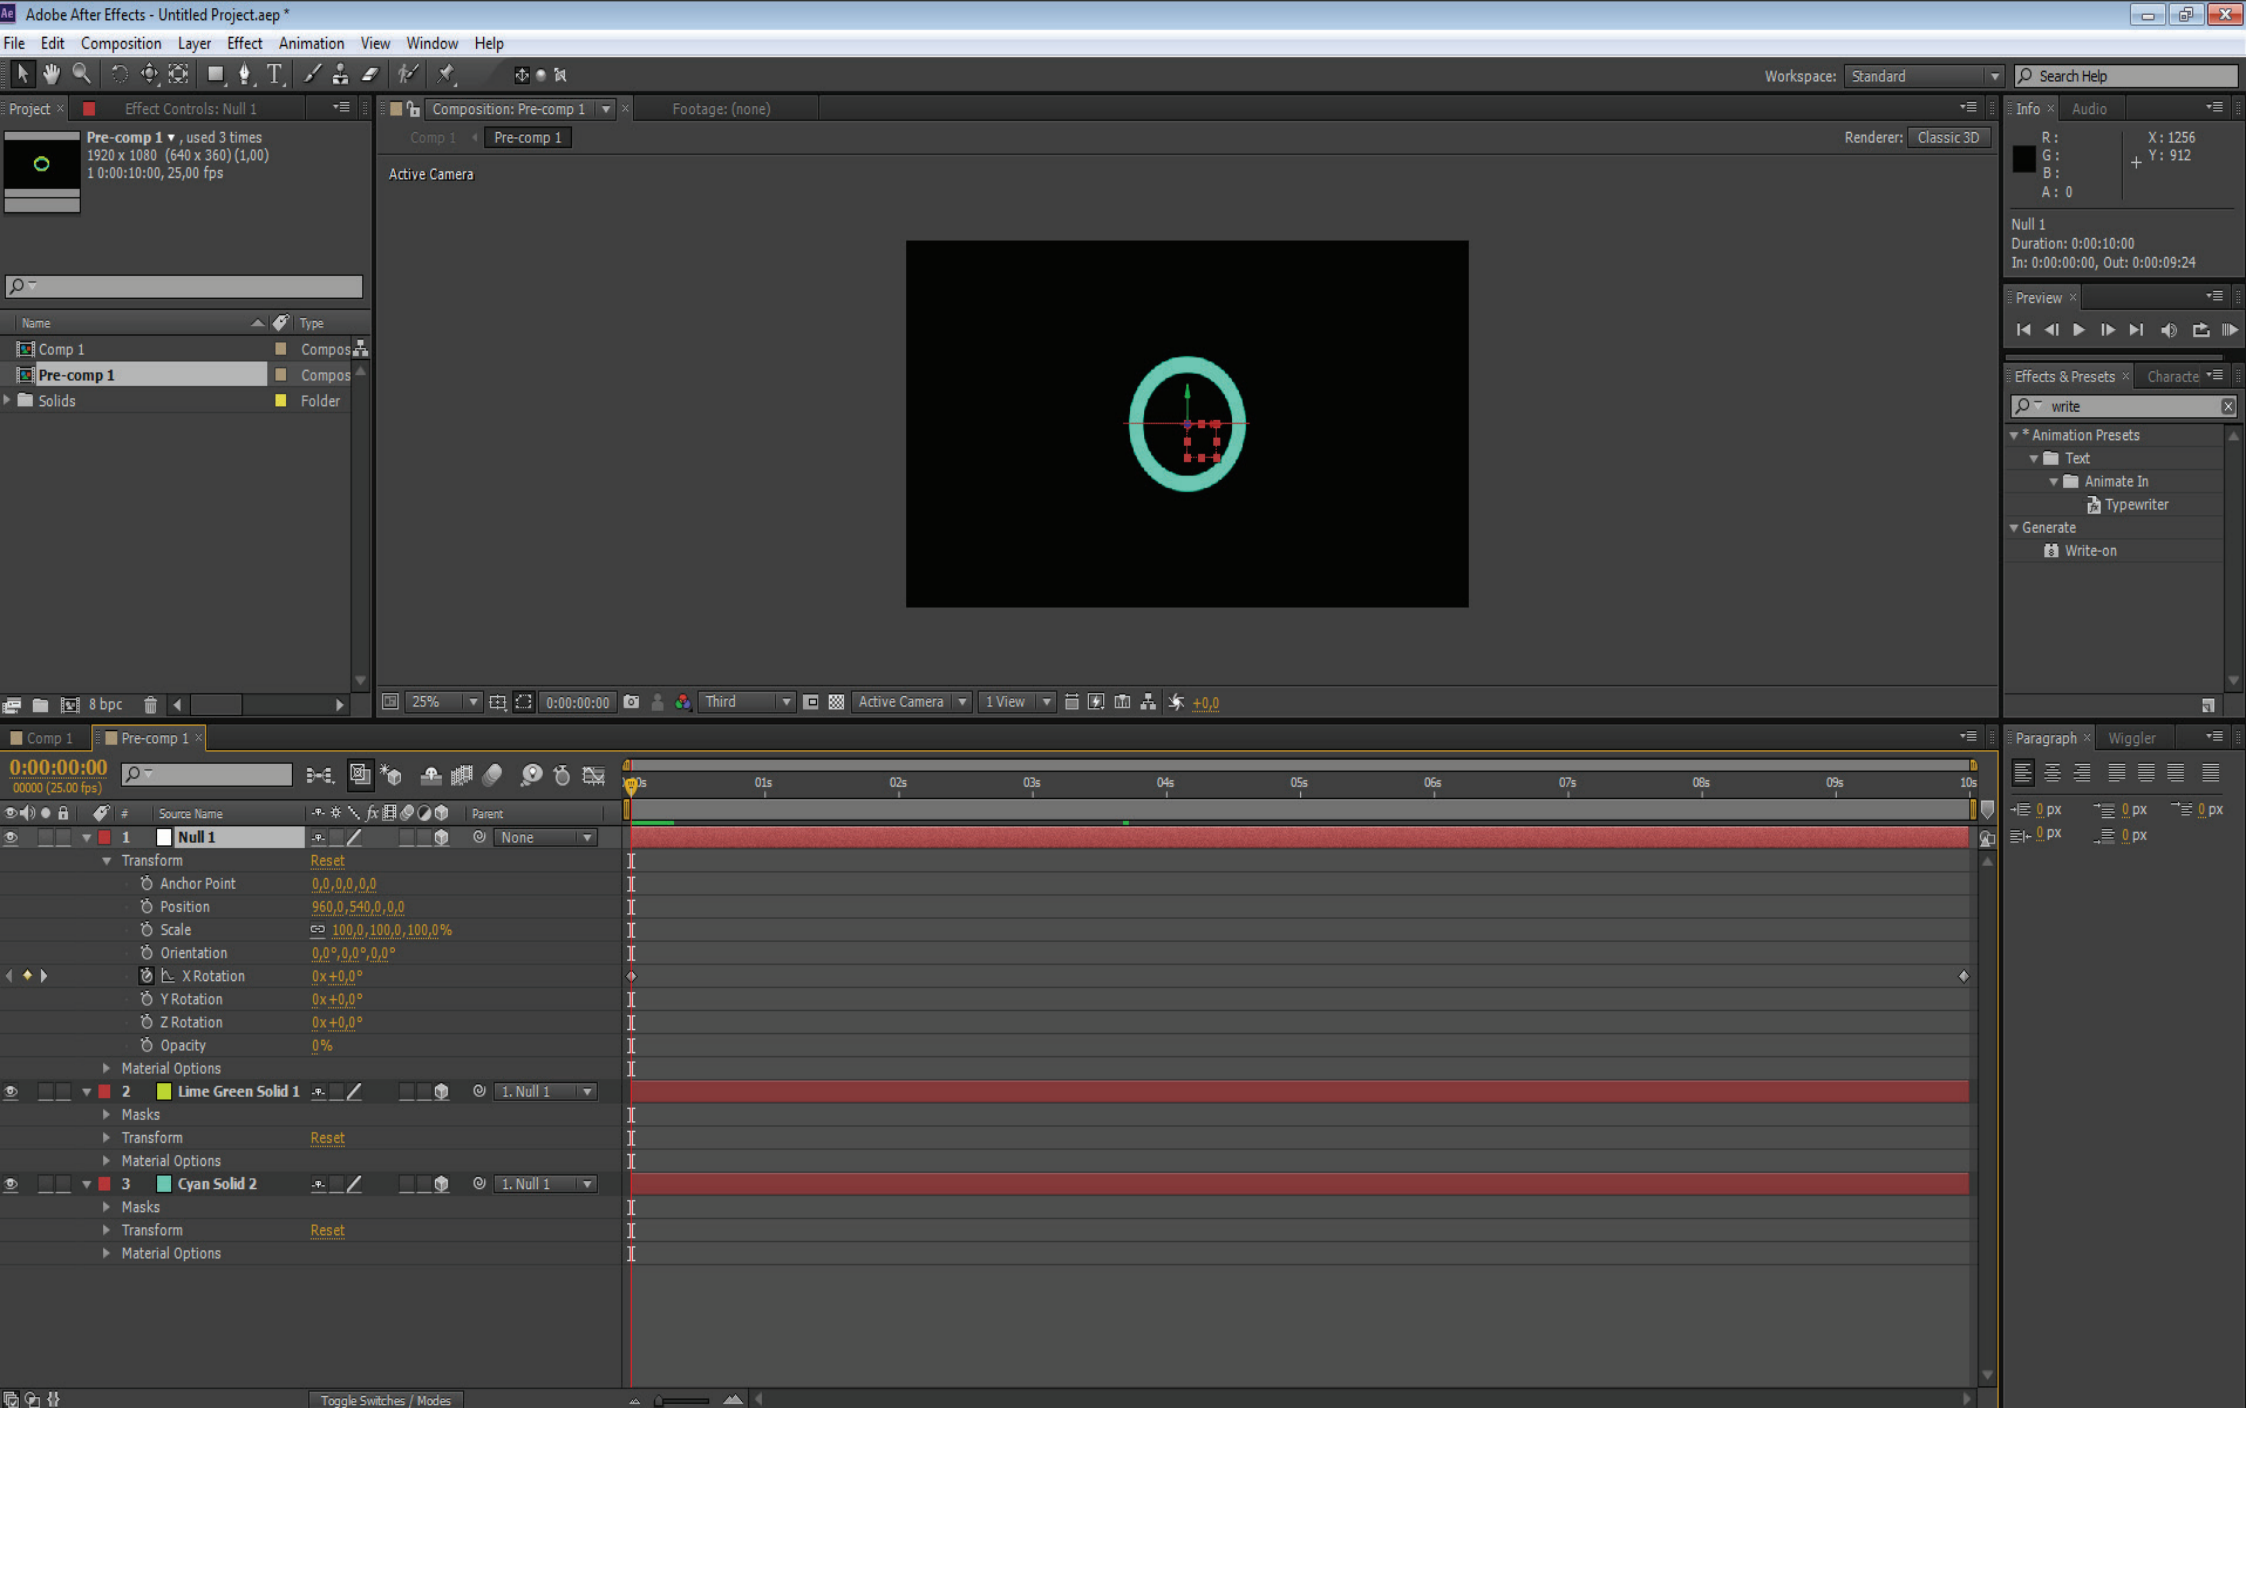 Ae Adobe After Effects - Untitled Project.aep *
File Edit Composition Layer Effect Animation View Window Help
T
Workspace: Standard Search Help
Project × Effect Controls: Null 1 Composition: Pre-comp 1 × Footage: (none) Info × Audio
Pre-comp 1 , used 3 times
1920 x 1080 (640 x 360) (1,00)
1 0:00:10:00, 25,00 fps
Comp 1 Pre-comp 1 Renderer: Classic 3D
Active Camera
R :
G :
B :
A : 0
X : 1256
Y : 912
Null 1
Duration: 0:00:10:00
In: 0:00:00:00, Out: 0:00:09:24
Preview ×
Name Type
Comp 1 Compos
Pre-comp 1 Compos
Solids Folder
Effects & Presets × Characte
write
* Animation Presets
Text
Animate In
Typewriter
Generate
Write-on
8 bpc
25% 0:00:00:00 Third Active Camera 1 View +0,0
Comp 1 Pre-comp 1 ×
Paragraph × Wiggler
0:00:00:00
00000 (25.00 fps)
01s 02s 03s 04s 05s 06s 07s 08s 09s 10s
# Source Name fx Parent
0 px 0 px 0 px
0 px 0 px
1 Null 1 None
Transform Reset
Anchor Point 0,0,0,0,0,0
Position 960,0,540,0,0,0
Scale 100,0,100,0,100,0%
Orientation 0,0°,0,0°,0,0°
X Rotation 0x+0,0°
Y Rotation 0x+0,0°
Z Rotation 0x+0,0°
Opacity 0%
Material Options
2 Lime Green Solid 1 1. Null 1
Masks
Transform Reset
Material Options
3 Cyan Solid 2 1. Null 1
Masks
Transform Reset
Material Options
Toggle Switches / Modes